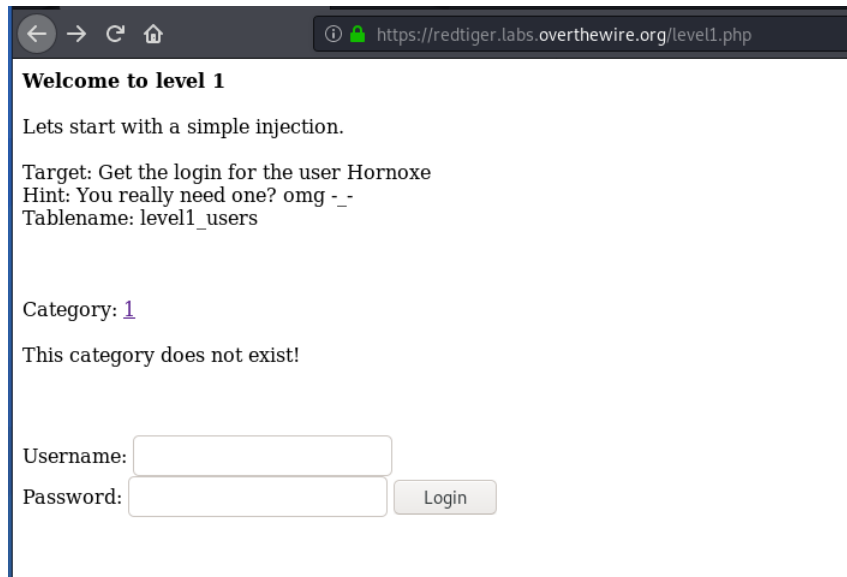 https://redtiger.labs.overthewire.org/level1.php
Welcome to level 1
Lets start with a simple injection.
Target: Get the login for the user Hornoxe
Hint: You really need one? omg -_-
Tablename: level1_users
Category: 1
This category does not exist!
Username:
Password: Login